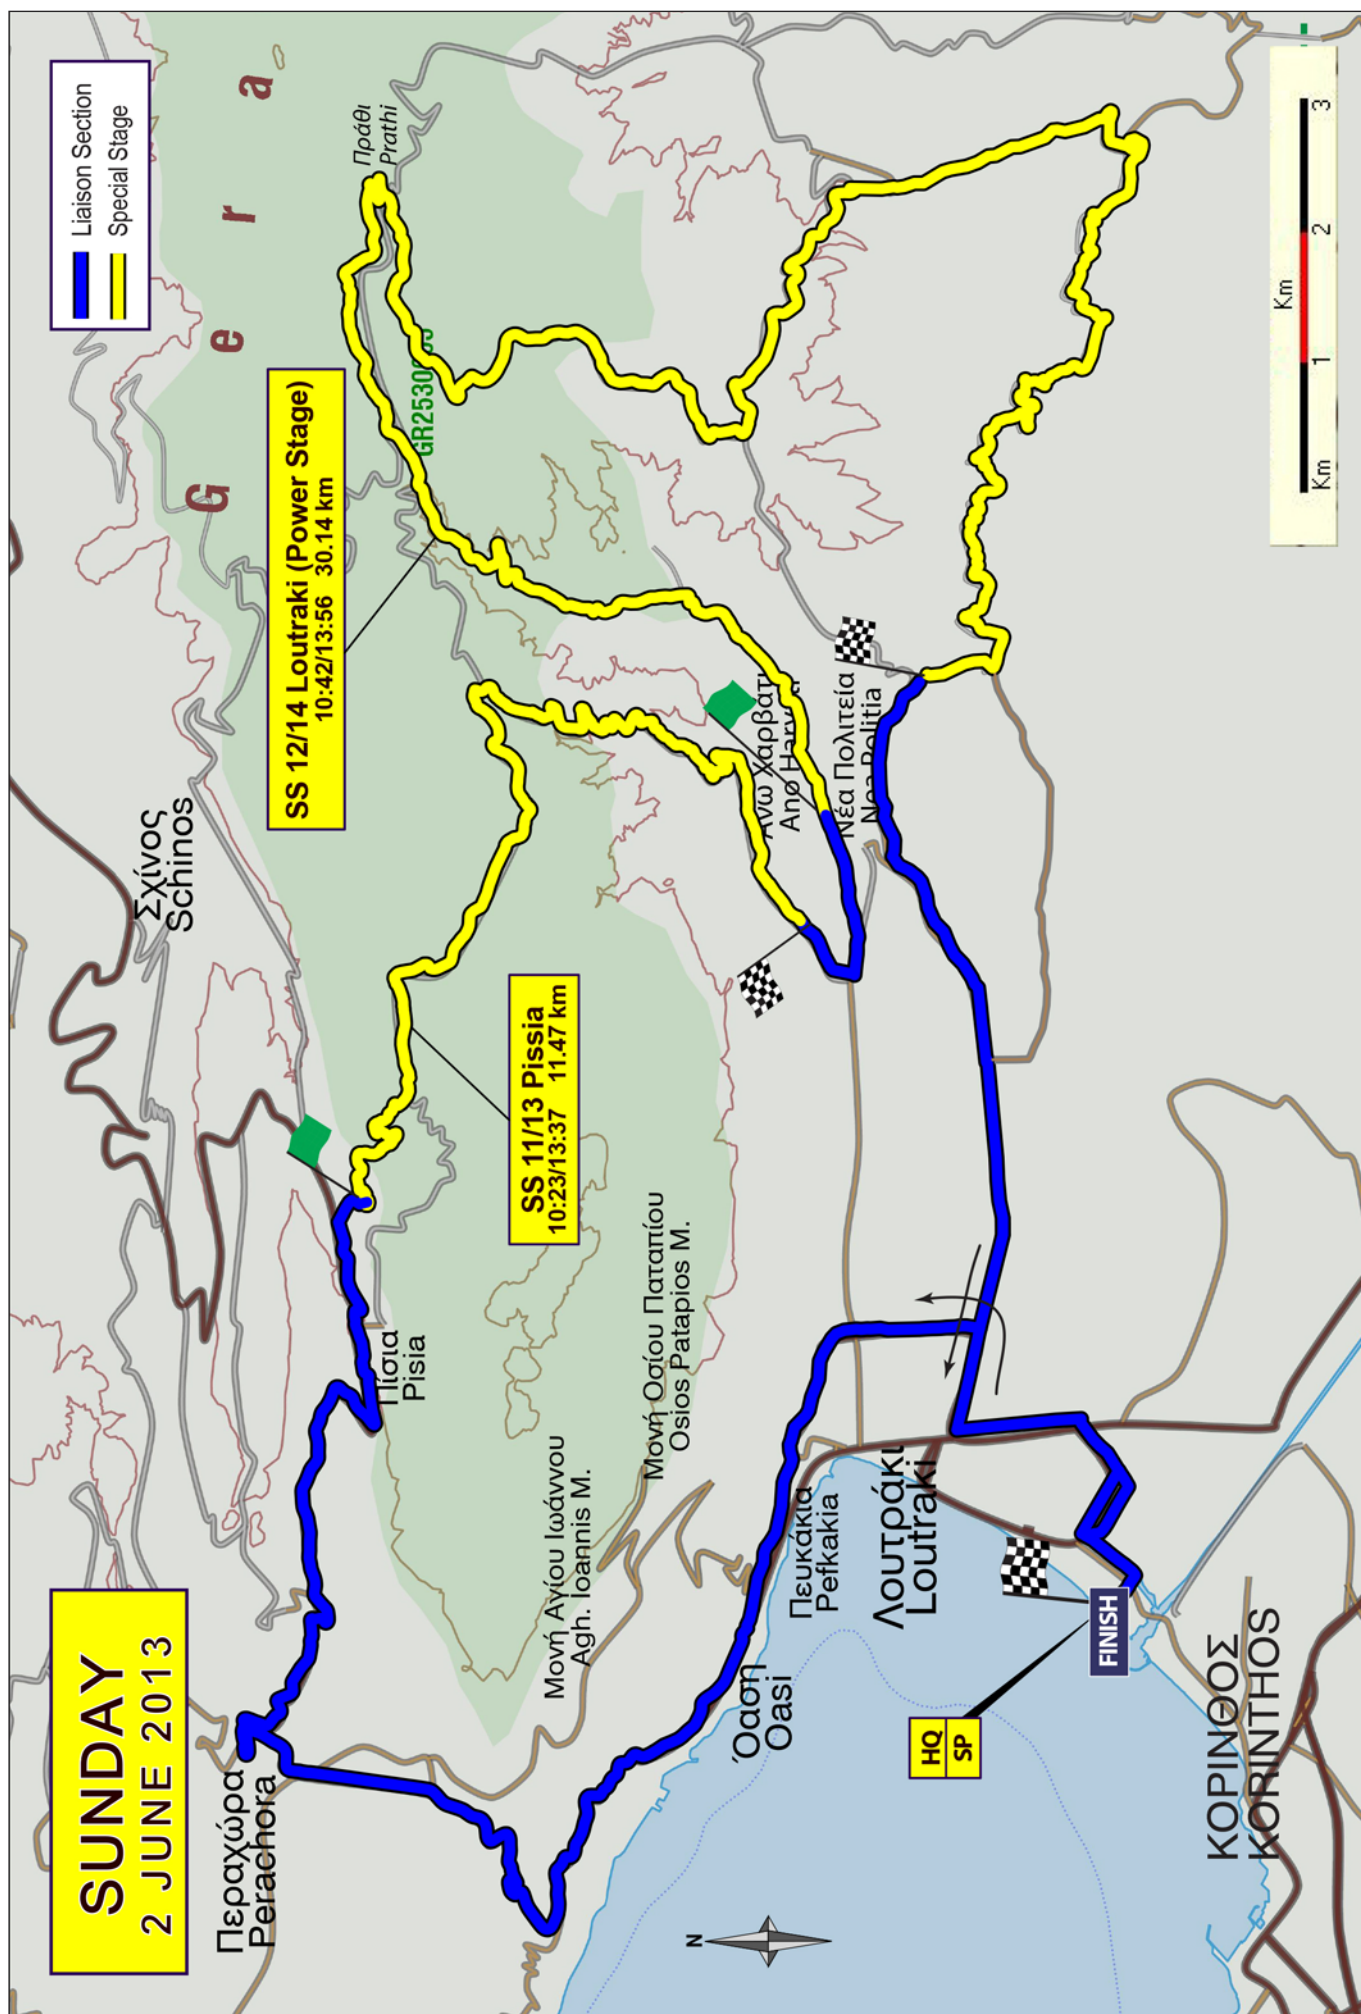 SUNDAY
2 JUNE 2013
Liaison Section
Special Stage
G e r a
Σχίνος
Schinos
Πράθι
Prathi
SS 12/14 Loutraki (Power Stage)
10:42/13:56 30.14 km
Περαχώρα
Perachora
Πίσια
Pisia
SS 11/13 Pissia
10:23/13:37 11.47 km
Μονή Αγίου Ιωάννου
Agh. Ioannis M.
Μονή Οσίου Παταπίου
Osios Patapios M.
Άνω Χαρβάτι
Ano
Νέα Πολιτεία
Nea Politia
Όαση
Oasi
Πευκάκια
Pefkakia
Λουτράκι
Loutraki
HQ
SP
FINISH
ΚΟΡΙΝΘΟΣ
KORINTHOS
N
Km
Km 1 2 3